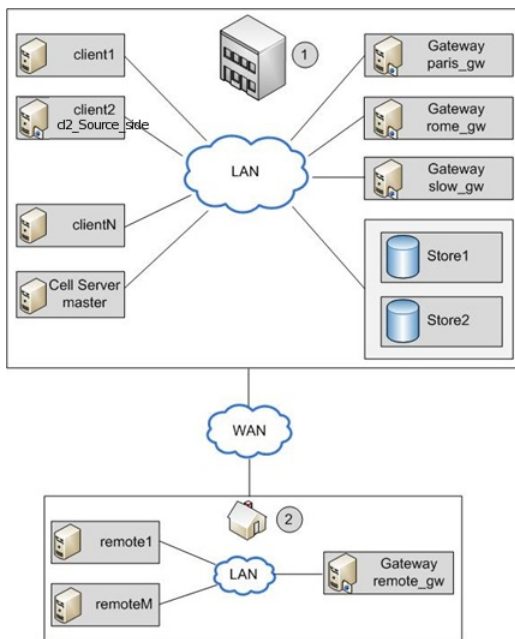 client1
client2
cl2_Source_side
clientN
Cell Server
master
1
LAN
Gateway
paris_gw
Gateway
rome_gw
Gateway
slow_gw
Store1
Store2
WAN
2
remote1
remoteM
LAN
Gateway
remote_gw